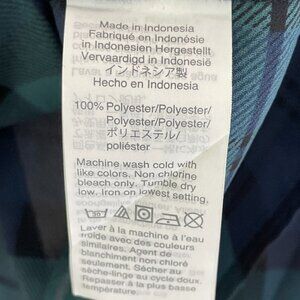 Made in Indonesia
Fabriqué en Indonésie
in Indonesien Hergestellt
Vervaardigd in Indonesië
インドネシア製
Hecho en Indonesia
100% Polyester/Polyester/
Polyester/Polyester/
ポリエステル/
poliéster
Machine wash cold with
like colors. Non chlorine
bleach only. Tumble dry
low. Iron on lowest setting.
Laver à la machine à l'eau
froide avec des couleurs
similaires. Agent de
blanchiment non chloré
uniquement. Sécher au
sèche-linge au cycle doux.
Repassez à la plus basse
température.